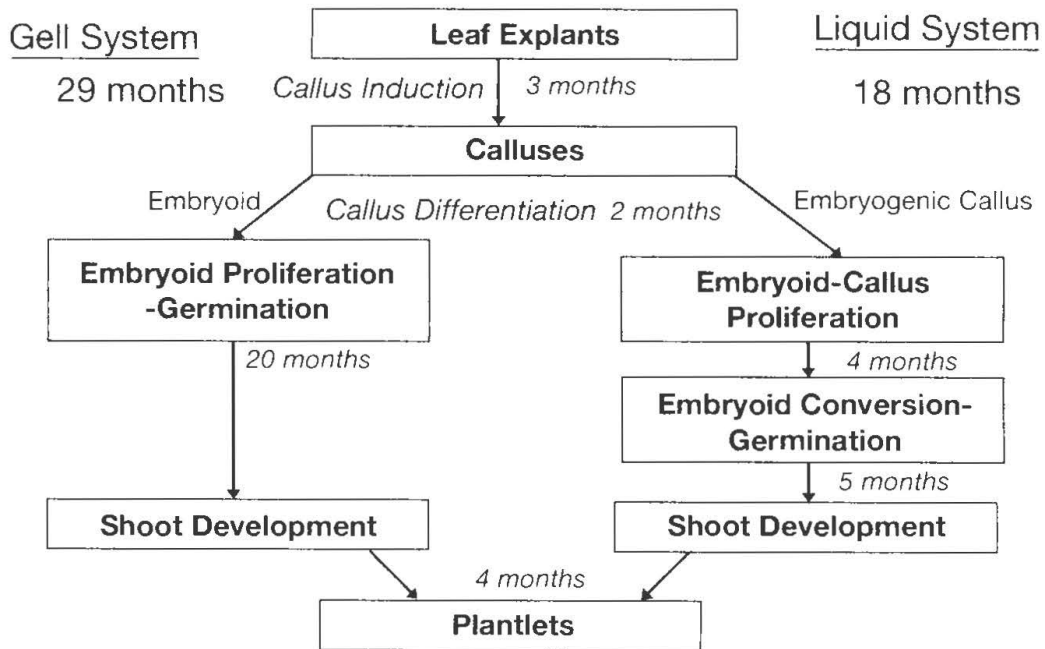 Gell System
29 months
Leaf Explants
Liquid System
18 months
Callus Induction 3 months
Calluses
Embryoid
Callus Differentiation 2 months
Embryogenic Callus
Embryoid Proliferation
-Germination
20 months
Embryoid-Callus
Proliferation
4 months
Embryoid Conversion-
Germination
5 months
Shoot Development
Shoot Development
4 months
Plantlets